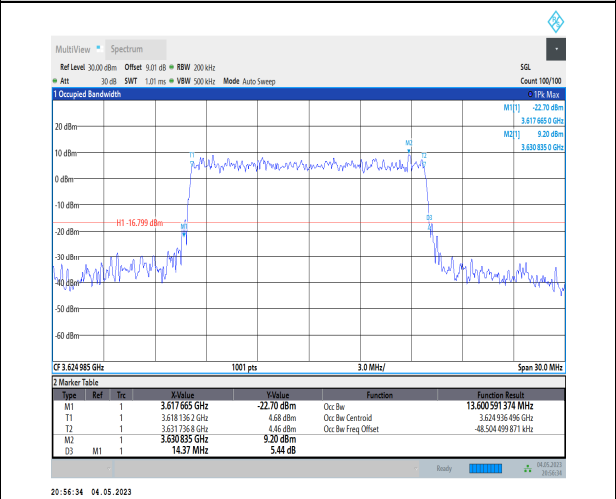 MultiView Spectrum
Ref Level 30.00 dBm Offset 9.01 dB RBW 200 kHz SGL
Att 30 dB SWT 1.01 ms VBW 500 kHz Mode Auto Sweep Count 100/100
1 Occupied Bandwidth 1Pk Max
M1[1] -22.70 dBm
3.617 665 0 GHz
M2[1] 9.20 dBm
3.630 835 0 GHz
20 dBm
M2
10 dBm
T1 T2
0 dBm
-10 dBm
H1 -16.799 dBm
D3
M1
-20 dBm
-30 dBm
-40 dBm
-50 dBm
-60 dBm
CF 3.624 985 GHz 1001 pts 3.0 MHz/ Span 30.0 MHz
2 Marker Table
Type Ref Trc X-Value Y-Value Function Function Result
M1 1 3.617 665 GHz -22.70 dBm Occ Bw 13.600 591 374 MHz
T1 1 3.618 136 2 GHz 4.68 dBm Occ Bw Centroid 3.624 936 496 GHz
T2 1 3.631 736 8 GHz 4.46 dBm Occ Bw Freq Offset -48.504 499 871 kHz
M2 1 3.630 835 GHz 9.20 dBm
D3 M1 1 14.37 MHz 5.44 dB
Ready 04.05.2023
20:56:34
20:56:34 04.05.2023